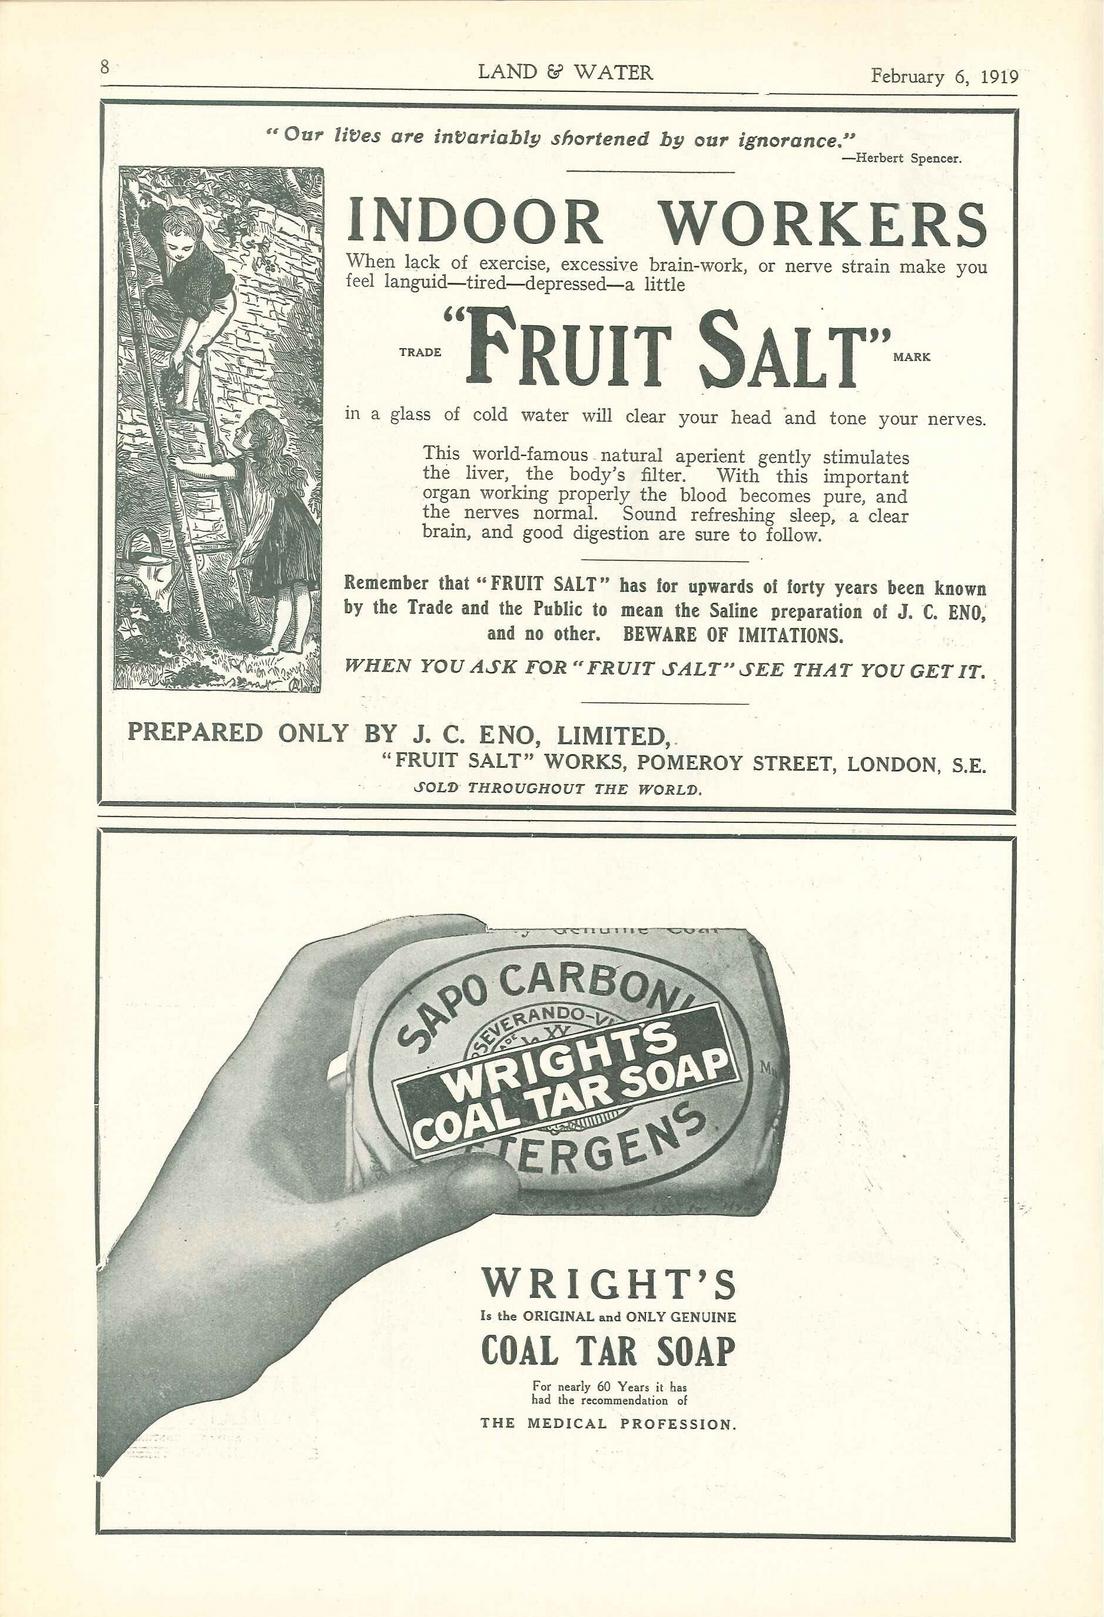 8
LAND & WATER
February 6, 1919
“Our lives are invariably shortened by our ignorance.”
—Herbert Spencer.
INDOOR WORKERS
When lack of exercise, excessive brain-work, or nerve strain make you
feel languid—tired—depressed—a little
TRADE “FRUIT SALT” MARK
in a glass of cold water will clear your head and tone your nerves.
This world-famous natural aperient gently stimulates
the liver, the body’s filter. With this important
organ working properly the blood becomes pure, and
the nerves normal. Sound refreshing sleep, a clear
brain, and good digestion are sure to follow.
Remember that “FRUIT SALT” has for upwards of forty years been known
by the Trade and the Public to mean the Saline preparation of J. C. ENO,
and no other. BEWARE OF IMITATIONS.
WHEN YOU ASK FOR “FRUIT SALT” SEE THAT YOU GET IT.
PREPARED ONLY BY J. C. ENO, LIMITED,
“FRUIT SALT” WORKS, POMEROY STREET, LONDON, S.E.
SOLD THROUGHOUT THE WORLD.
Genuine Coal
SAPO CARBONI
SEVERANDO-VI
WRIGHT'S
COAL TAR SOAP
TERGENS
WRIGHT'S
Is the ORIGINAL and ONLY GENUINE
COAL TAR SOAP
For nearly 60 Years it has
had the recommendation of
THE MEDICAL PROFESSION.